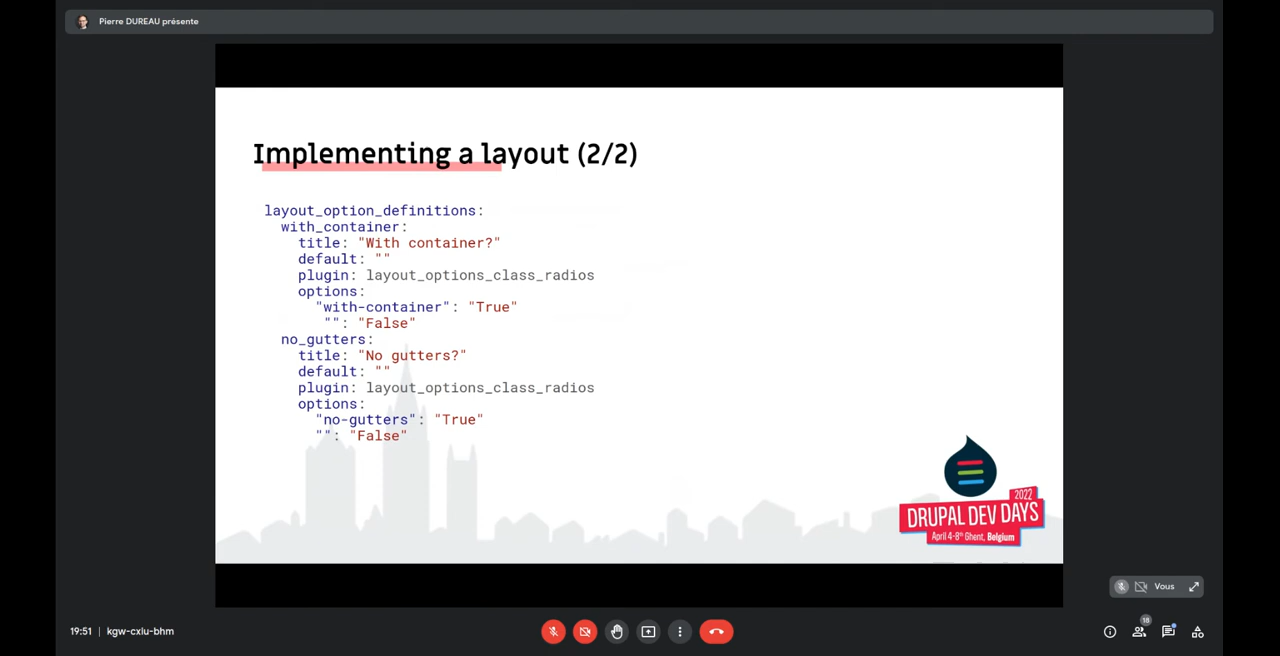 Pierre DUREAU présente
Implementing a layout (2/2)
layout_option_definitions:
with_container:
title: "With container?"
default: ""
plugin: layout_options_class_radios
options:
"with-container": "True"
"": "False"
no_gutters:
title: "No gutters?"
default: ""
plugin: layout_options_class_radios
options:
"no-gutters": "True"
"": "False"
2022
DRUPAL DEV DAYS
April 4-8th Ghent, Belgium
Vous
19:51 | kgw-cxiu-bhm
18